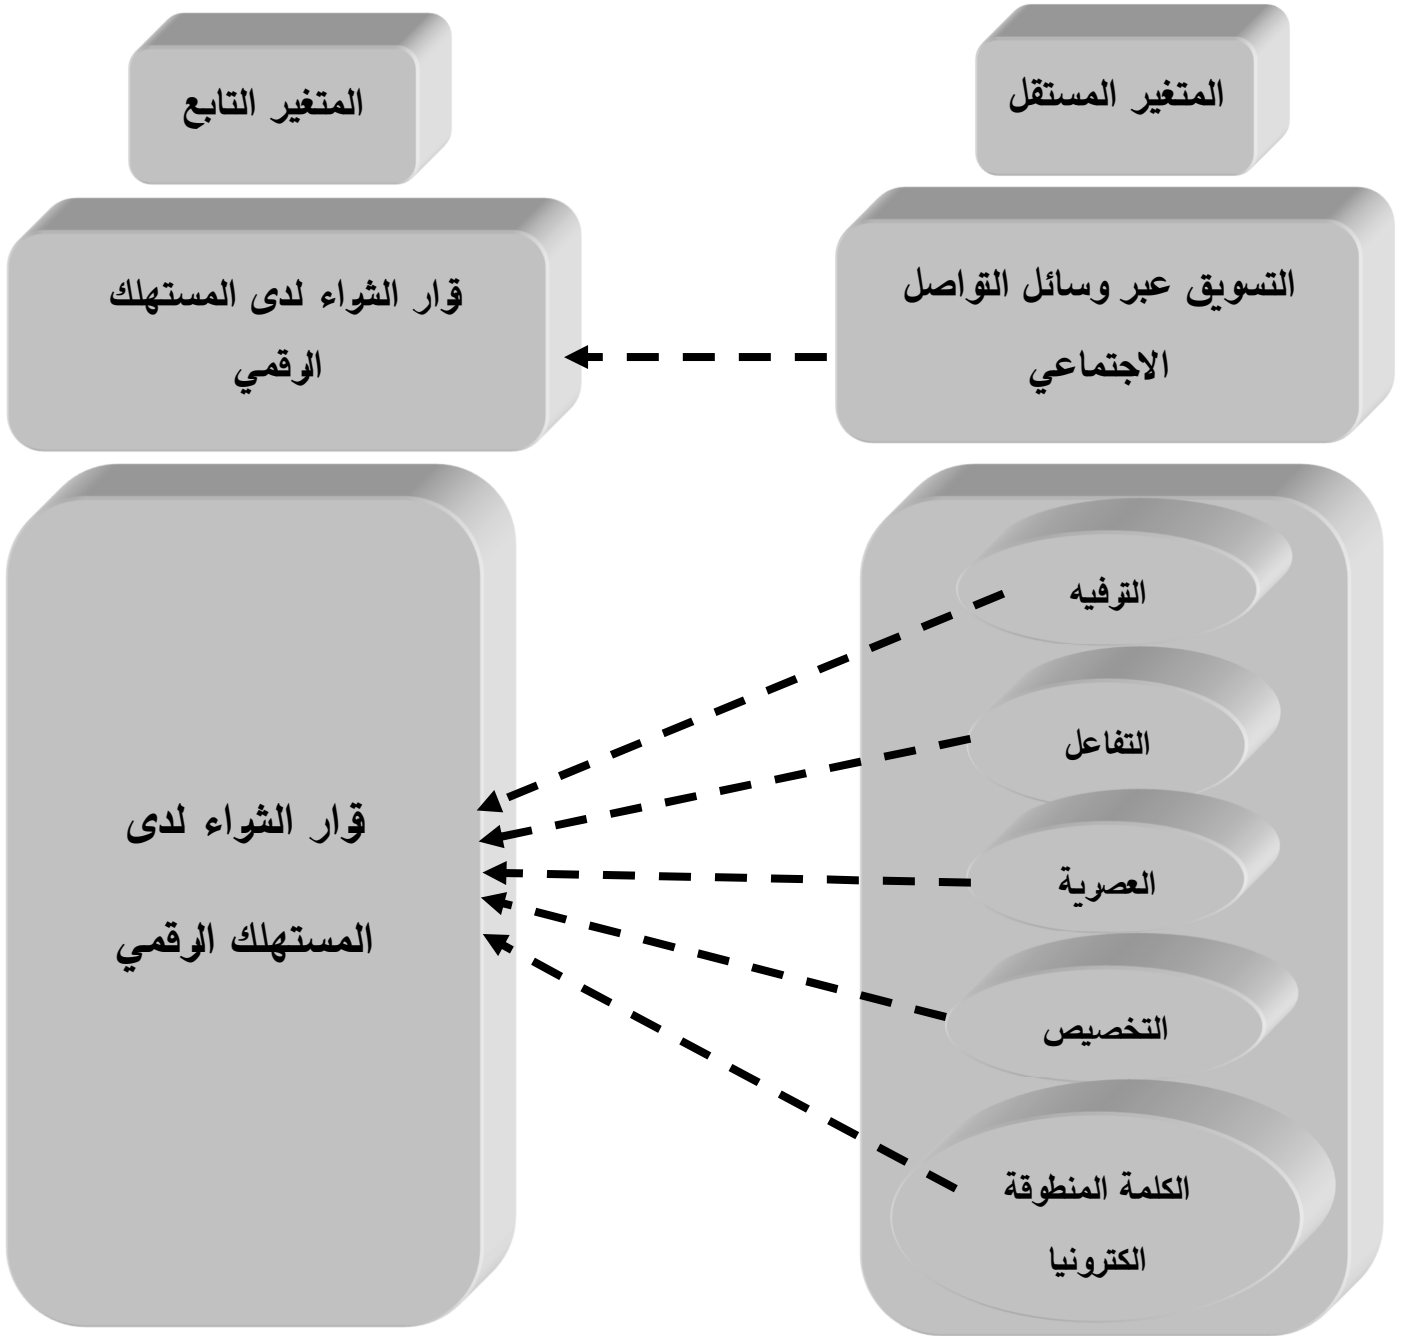 المتغير المستقل
المتغير التابع
التسويق عبر وسائل التواصل
الاجتماعي
قرار الشراء لدى المستهلك
الرقمي
الترفيه
التفاعل
العصرية
التخصيص
الكلمة المنطوقة
الكترونيا
قرار الشراء لدى
المستهلك الرقمي